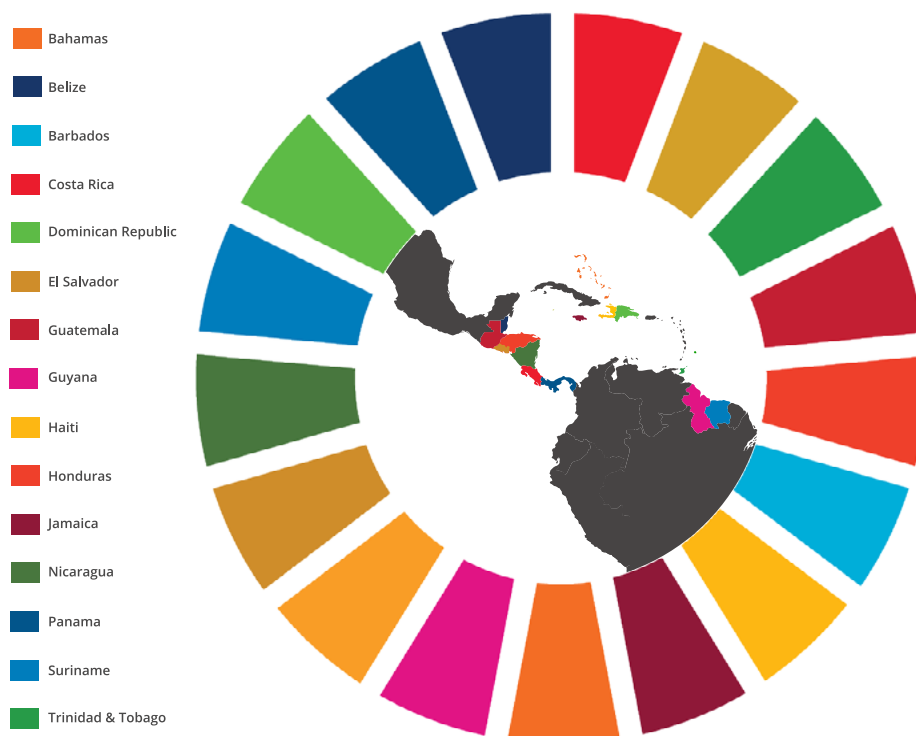 Bahamas
Belize
Barbados
Costa Rica
Dominican Republic
El Salvador
Guatemala
Guyana
Haiti
Honduras
Jamaica
Nicaragua
Panama
Suriname
Trinidad & Tobago